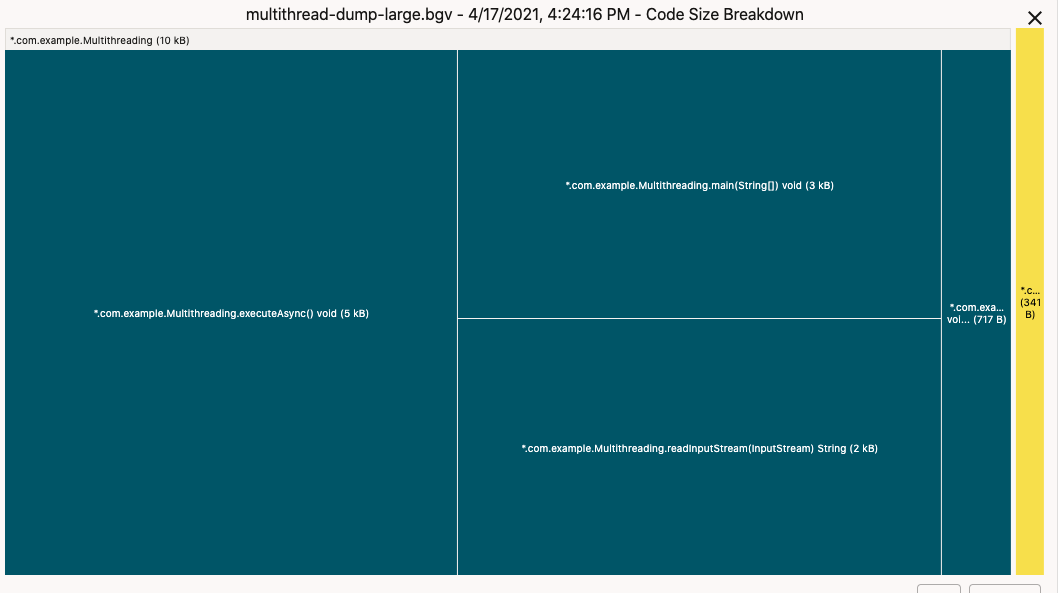 multithread-dump-large.bgv - 4/17/2021, 4:24:16 PM - Code Size Breakdown
*.com.example.Multithreading (10 kB)
*.com.example.Multithreading.executeAsync() void (5 kB)
*.com.example.Multithreading.main(String[]) void (3 kB)
*.com.example.Multithreading.readInputStream(InputStream) String (2 kB)
*.com.exa...
voi... (717 B)
*.c...
(341
B)